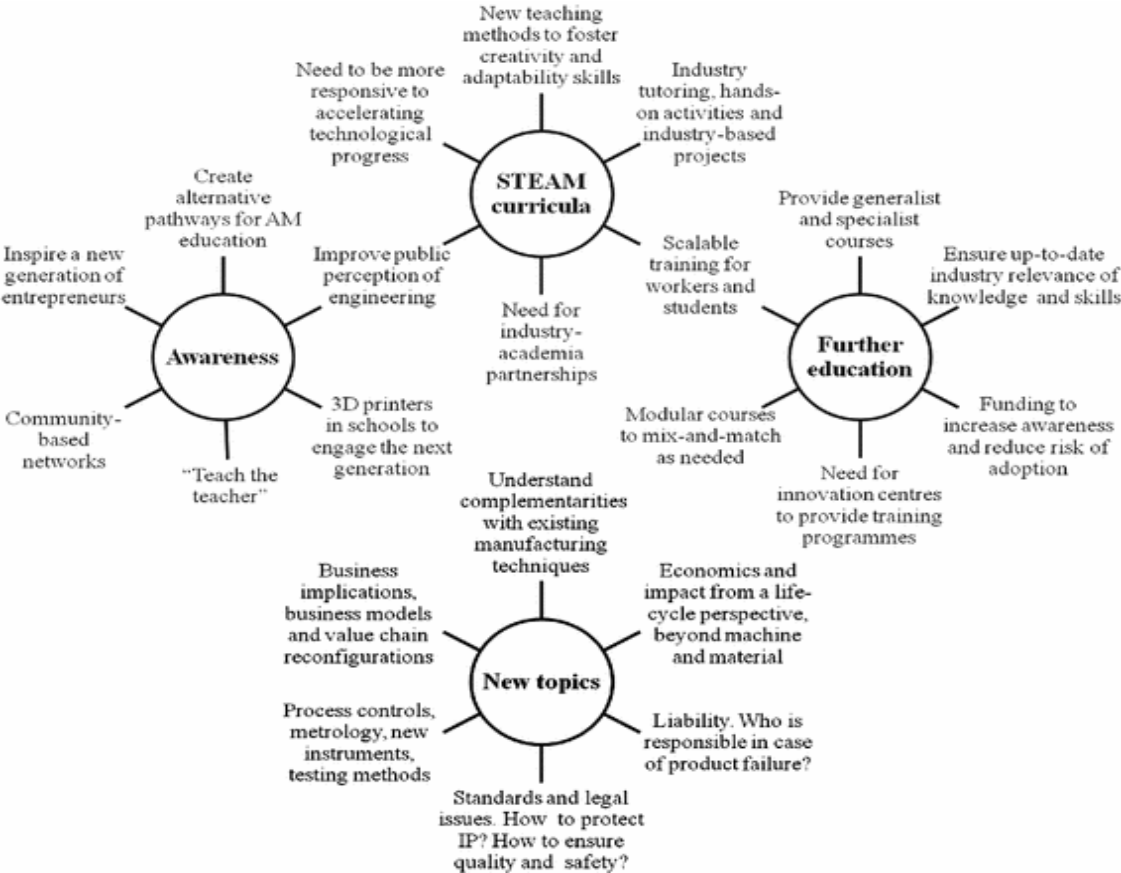 New teaching
methods to foster
creativity and
adaptability skills
Need to be more
responsive to
accelerating
technological
progress
Industry
tutoring, hands-
on activities and
industry-based
projects
STEAM
curricula
Improve public
perception of
engineering
Need for
industry-
academia
partnerships
Scalable
training for
workers and
students
Create
alternative
pathways for AM
education
Inspire a new
generation of
entrepreneurs
Awareness
Community-
based
networks
"Teach the
teacher"
3D printers
in schools to
engage the next
generation
Provide generalist
and specialist
courses
Ensure up-to-date
industry relevance of
knowledge and skills
Further
education
Modular courses
to mix-and-match
as needed
Need for
innovation centres
to provide training
programmes
Funding to
increase awareness
and reduce risk of
adoption
Understand
complementarities
with existing
manufacturing
techniques
Business
implications,
business models
and value chain
reconfigurations
Economics and
impact from a life-
cycle perspective,
beyond machine
and material
New topics
Process controls,
metrology, new
instruments,
testing methods
Liability. Who is
responsible in case
of product failure?
Standards and legal
issues. How to protect
IP? How to ensure
quality and safety?